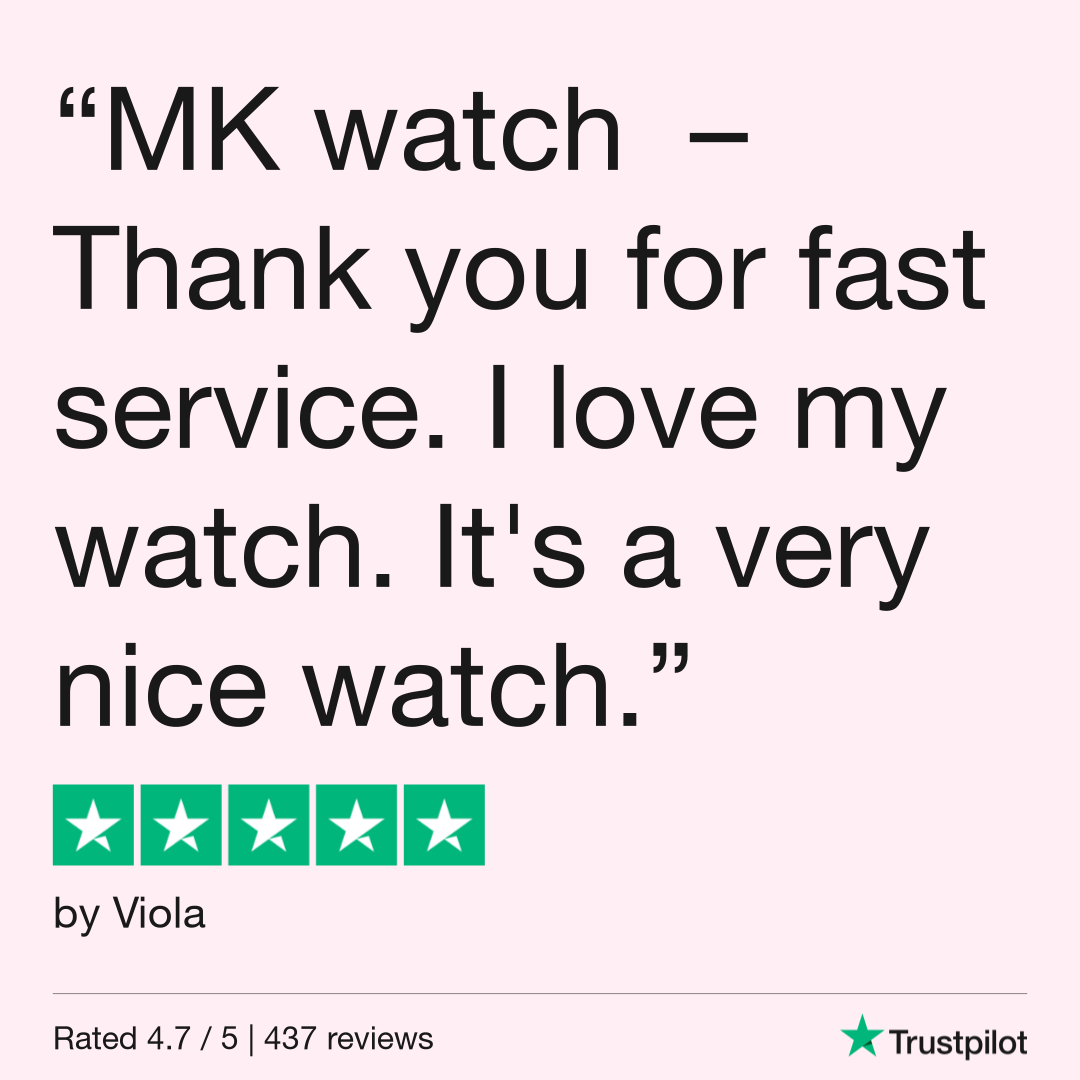 “MK watch  –
Thank you for fast
service. I love my
watch. It's a very
nice watch.”
by Viola
Rated 4.7 / 5 | 437 reviews
Trustpilot